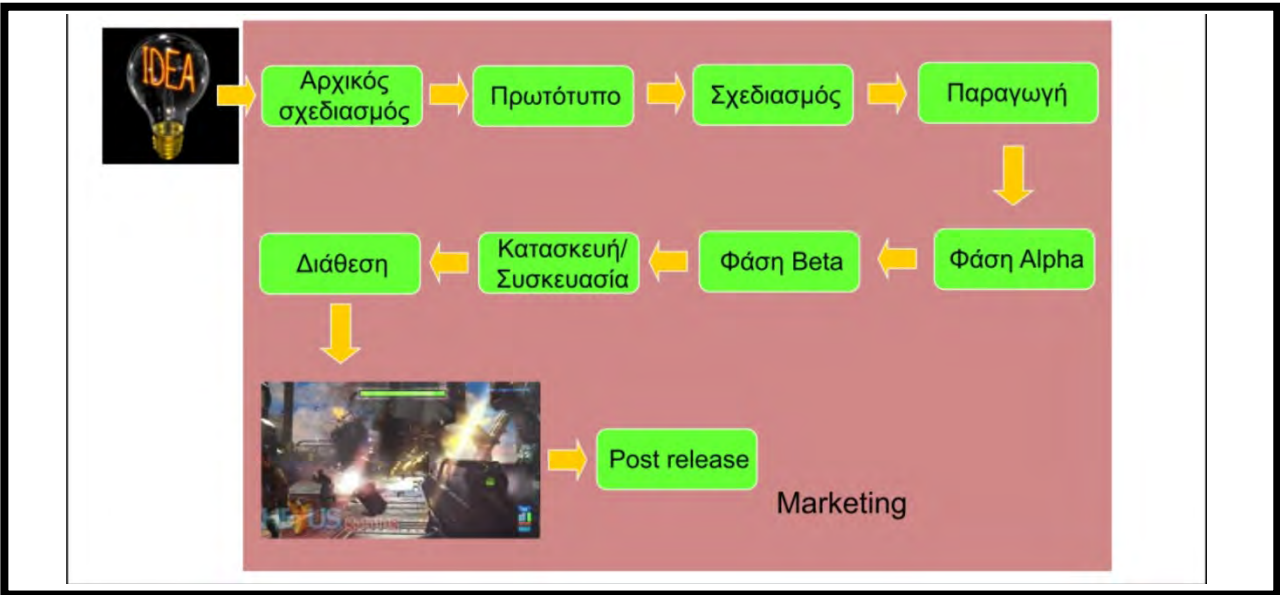 IDEA
Αρχικός
σχεδιασμός
Πρωτότυπο
Σχεδιασμός
Παραγωγή
Διάθεση
Κατασκευή/
Συσκευασία
Φάση Beta
Φάση Alpha
Post release
Marketing